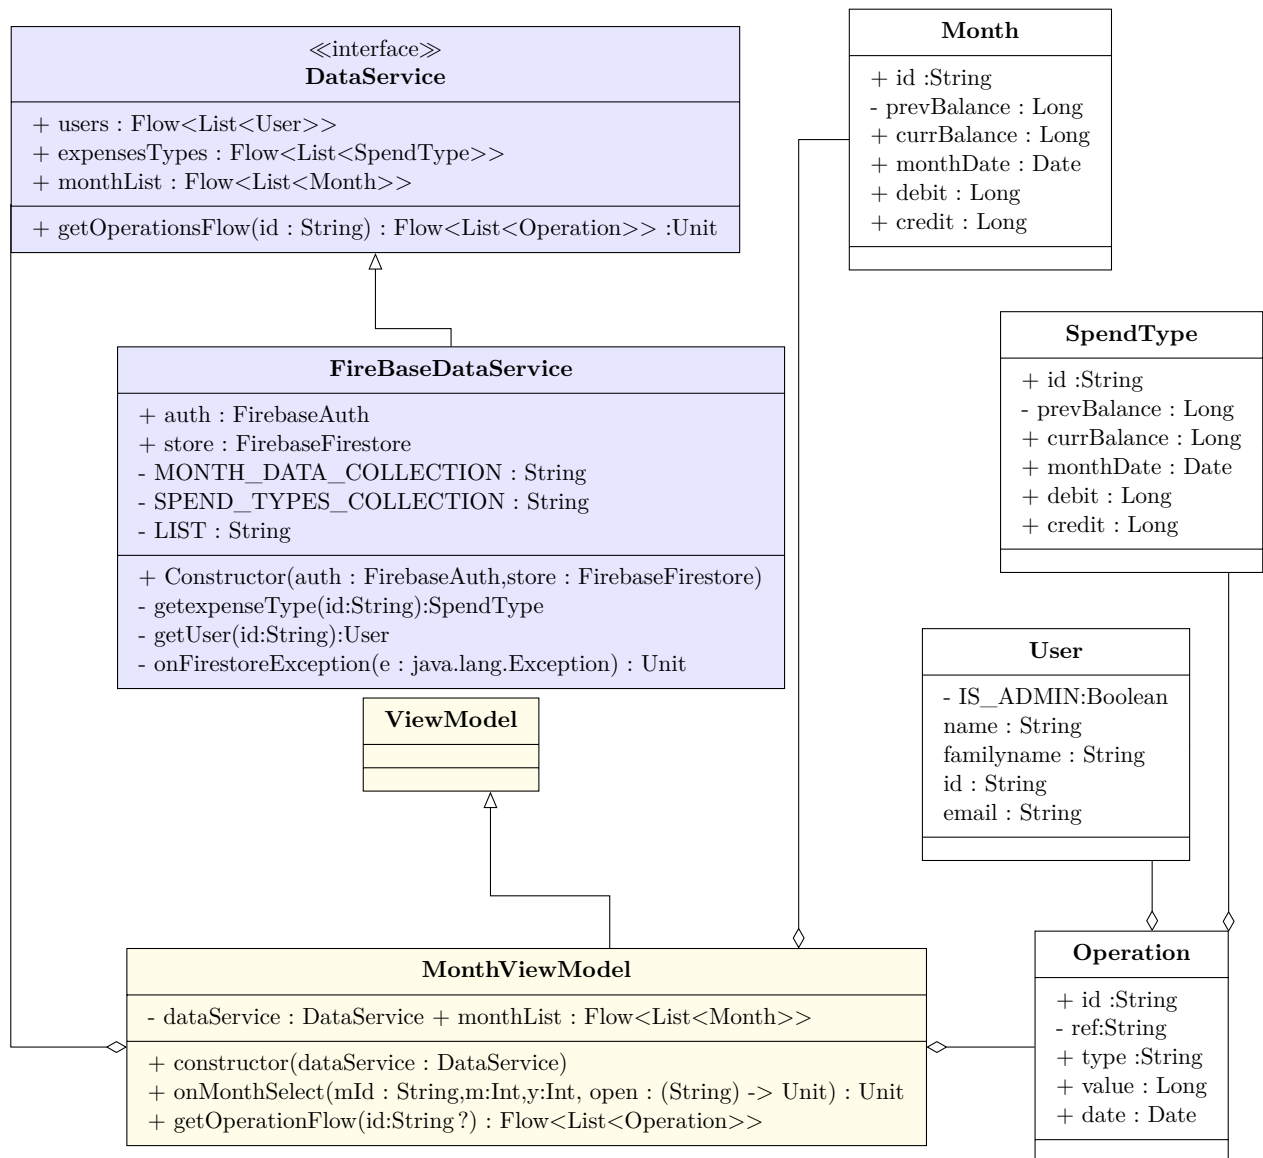 ≪interface≫
DataService
+ users : Flow<List<User>>
+ expensesTypes : Flow<List<SpendType>>
+ monthList : Flow<List<Month>>
+ getOperationsFlow(id : String) : Flow<List<Operation>> :Unit
Month
+ id :String
- prevBalance : Long
+ currBalance : Long
+ monthDate : Date
+ debit : Long
+ credit : Long
FireBaseDataService
+ auth : FirebaseAuth
+ store : FirebaseFirestore
- MONTH_DATA_COLLECTION : String
- SPEND_TYPES_COLLECTION : String
- LIST : String
+ Constructor(auth : FirebaseAuth,store : FirebaseFirestore)
- getexpenseType(id:String):SpendType
- getUser(id:String):User
- onFirestoreException(e : java.lang.Exception) : Unit
SpendType
+ id :String
- prevBalance : Long
+ currBalance : Long
+ monthDate : Date
+ debit : Long
+ credit : Long
User
- IS_ADMIN:Boolean
name : String
familyname : String
id : String
email : String
ViewModel
MonthViewModel
- dataService : DataService + monthList : Flow<List<Month>>
+ constructor(dataService : DataService)
+ onMonthSelect(mId : String,m:Int,y:Int, open : (String) -> Unit) : Unit
+ getOperationFlow(id:String?) : Flow<List<Operation>>
Operation
+ id :String
- ref:String
+ type :String
+ value : Long
+ date : Date